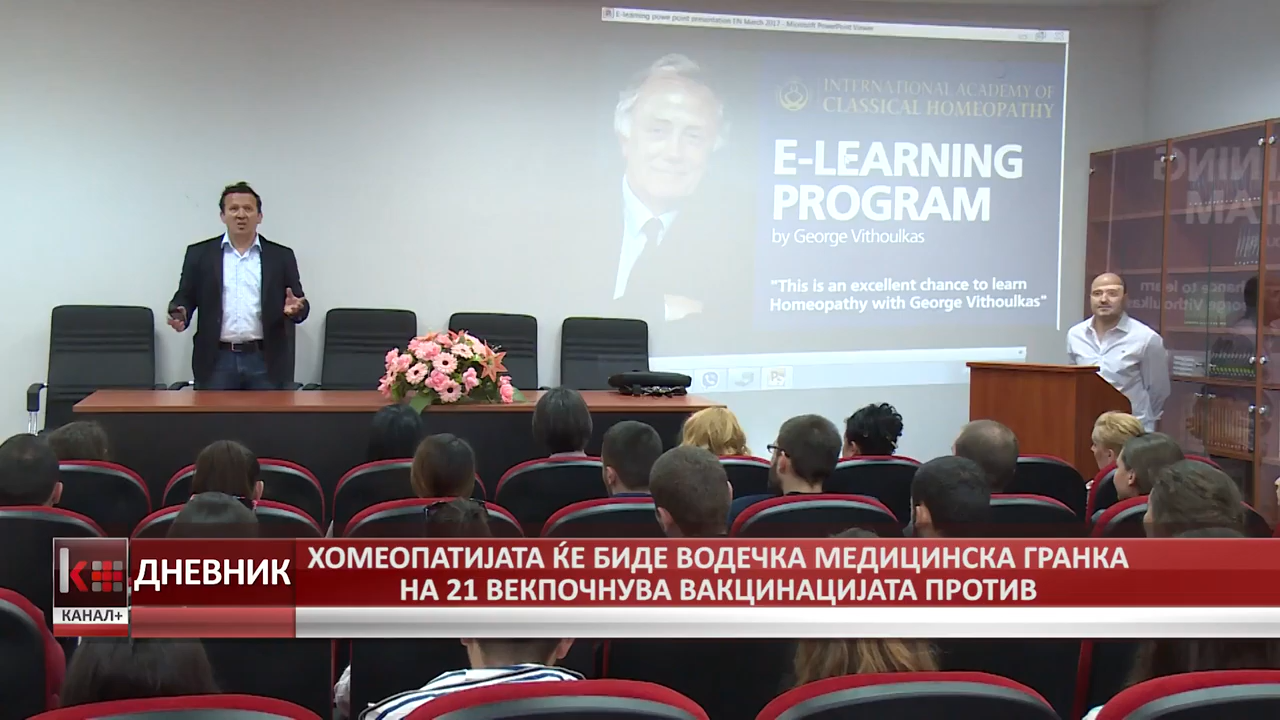 E-learning power point presentation EN March 2017 - Microsoft PowerPoint Viewer
INTERNATIONAL ACADEMY OF
CLASSICAL HOMEOPATHY
E-LEARNING
PROGRAM
by George Vithoulkas
"This is an excellent chance to learn
Homeopathy with George Vithoulkas"
ДНЕВНИК
КАНАЛ+
ХОМЕОПАТИЈАТА ЌЕ БИДЕ ВОДЕЧКА МЕДИЦИНСКА ГРАНКА
НА 21 ВЕКПОЧНУВА ВАКЦИНАЦИЈАТА ПРОТИВ